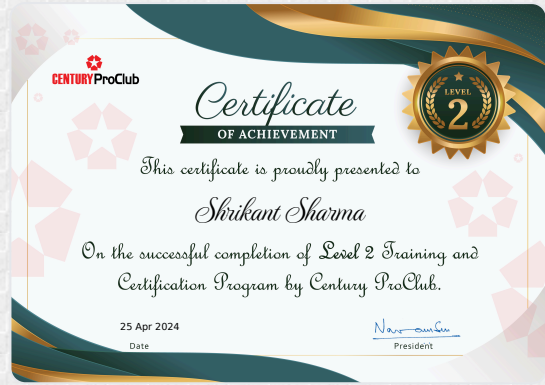 CENTURY ProClub
Certificate
OF ACHIEVEMENT
LEVEL
2
This certificate is proudly presented to
Shrikant Sharma
On the successful completion of Level 2 Training and
Certification Program by Century ProClub.
25 Apr 2024
Date
President